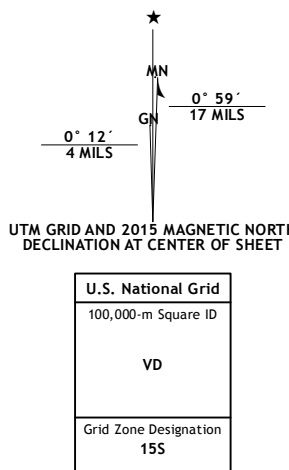 ★
MN
0° 59´
17 MILS
GN
0° 12´
4 MILS
UTM GRID AND 2015 MAGNETIC NORTH
DECLINATION AT CENTER OF SHEET
U.S. National Grid
100,000-m Square ID
VD
Grid Zone Designation
15S